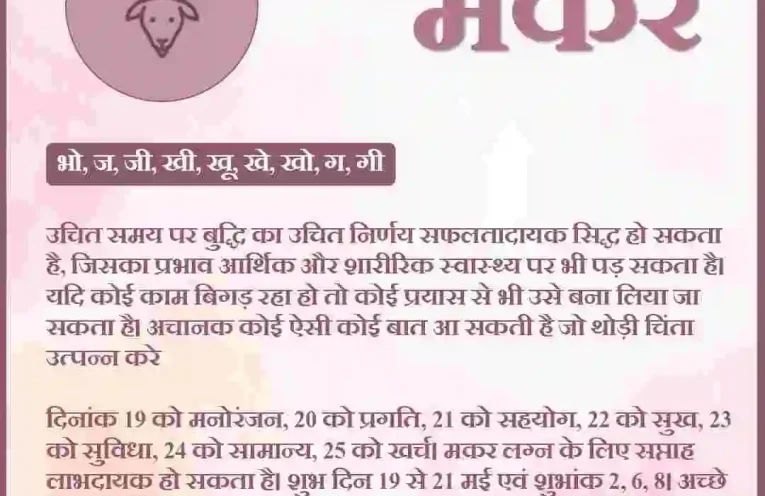 मकर
भो, ज, जी, खी, खू, खे, खो, ग, गी
उचित समय पर बुद्धि का उचित निर्णय सफलतादायक सिद्ध हो सकता
है, जिसका प्रभाव आर्थिक और शारीरिक स्वास्थ्य पर भी पड़ सकता है।
यदि कोई काम बिगड़ रहा हो तो कोई प्रयास से भी उसे बना लिया जा
सकता है। अचानक कोई ऐसी कोई बात आ सकती है जो थोड़ी चिंता
उत्पन्न करे
दिनांक 19 को मनोरंजन, 20 को प्रगति, 21 को सहयोग, 22 को सुख, 23
को सुविधा, 24 को सामान्य, 25 को खर्च। मकर लग्न के लिए सप्ताह
लाभदायक हो सकता है। शुभ दिन 19 से 21 मई एवं शुभांक 2, 6, 8। अच्छे